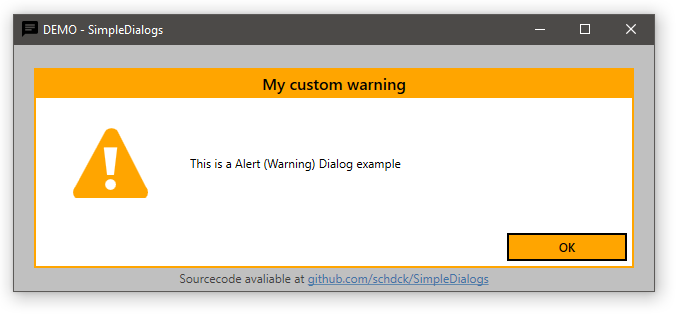 DEMO - SimpleDialogs
My custom warning
This is a Alert (Warning) Dialog example
OK
Sourcecode avaliable at github.com/schdck/SimpleDialogs